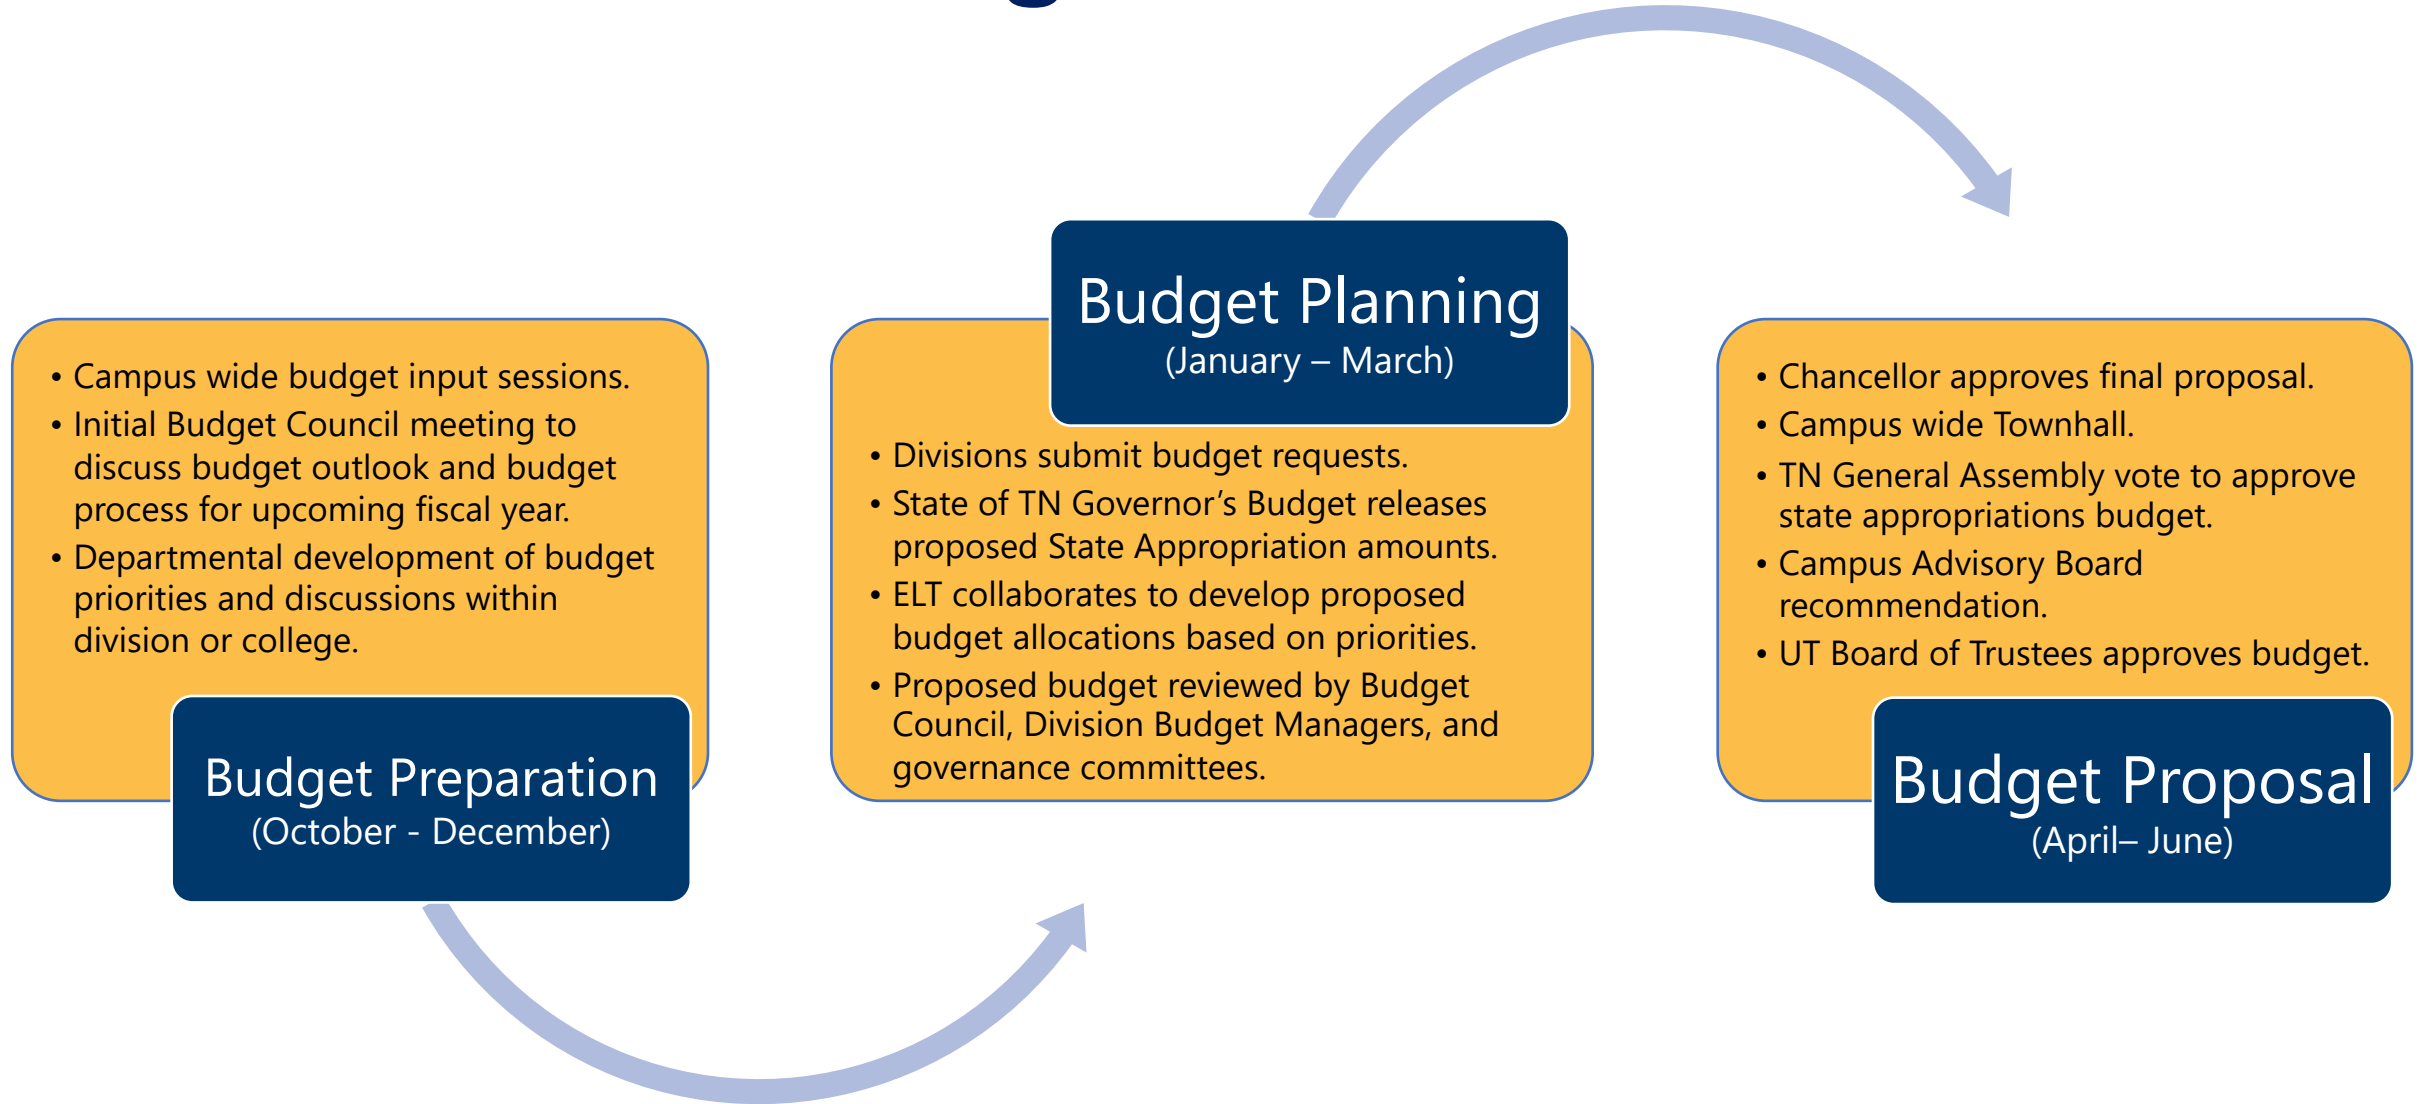 • Campus wide budget input sessions.
• Initial Budget Council meeting to
discuss budget outlook and budget
process for upcoming fiscal year.
• Departmental development of budget
priorities and discussions within
division or college.
Budget Preparation
(October - December)
Budget Planning
(January – March)
• Divisions submit budget requests.
• State of TN Governor’s Budget releases
proposed State Appropriation amounts.
• ELT collaborates to develop proposed
budget allocations based on priorities.
• Proposed budget reviewed by Budget
Council, Division Budget Managers, and
governance committees.
• Chancellor approves final proposal.
• Campus wide Townhall.
• TN General Assembly vote to approve
state appropriations budget.
• Campus Advisory Board
recommendation.
• UT Board of Trustees approves budget.
Budget Proposal
(April– June)